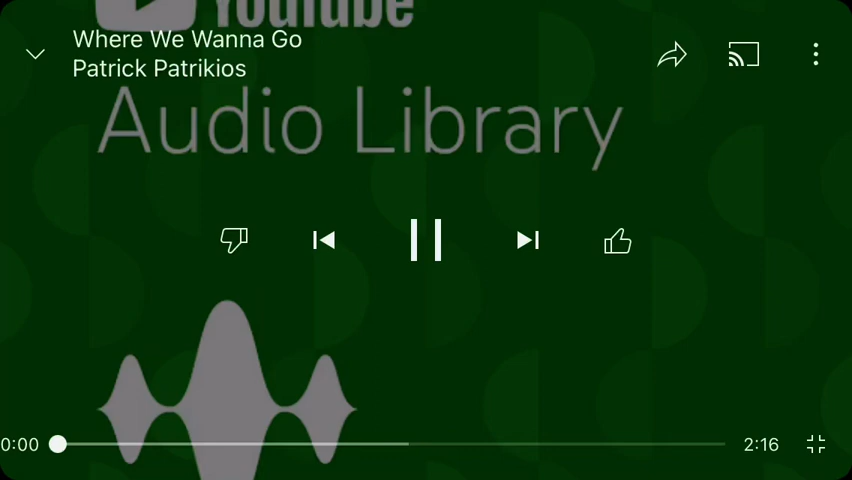 YouTube
Where We Wanna Go
Patrick Patrikios
Audio Library
0:00
2:16